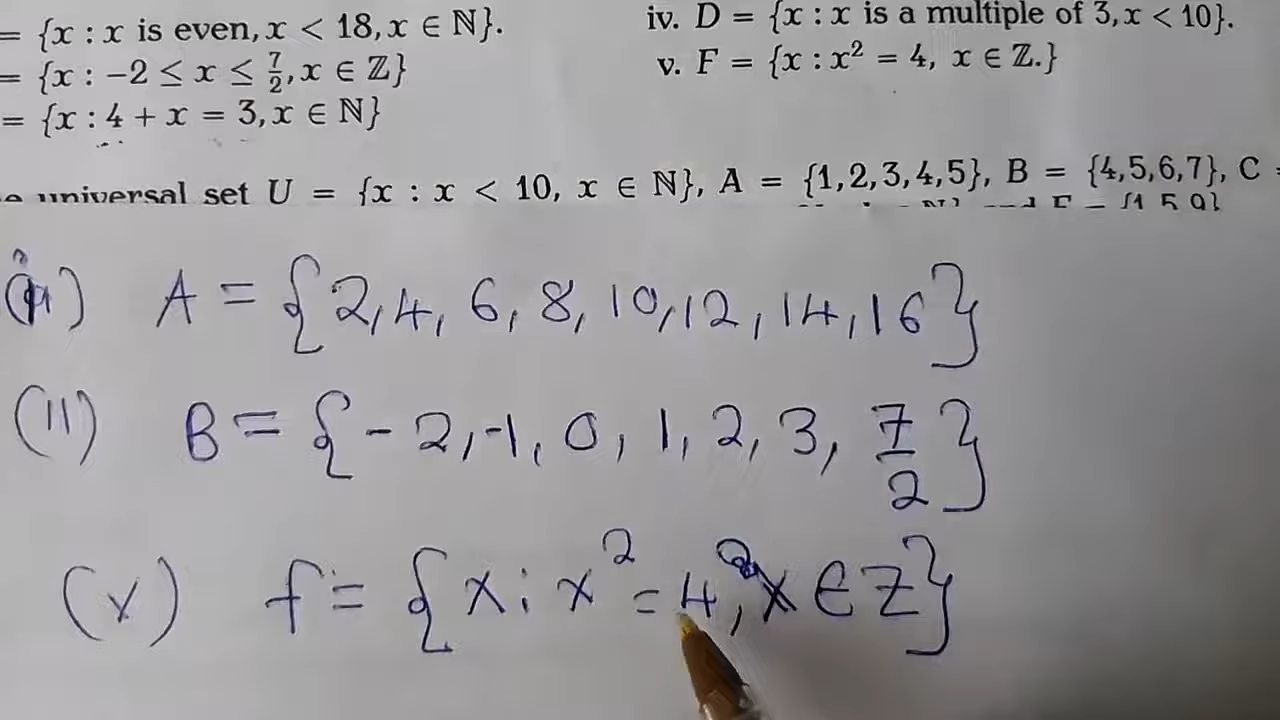 = {x : x is even, x < 18, x ∈ ℕ}.
iv. D = {x : x is a multiple of 3, x < 10}.
= {x : −2 ≤ x ≤ 7/2, x ∈ ℤ}
v. F = {x : x² = 4, x ∈ ℤ.}
= {x : 4 + x = 3, x ∈ ℕ}
universal set U = {x : x < 10, x ∈ ℕ}, A = {1,2,3,4,5}, B = {4,5,6,7}, C =
A = {2, 4, 6, 8, 10, 12, 14, 16}
(11) B = {-2, -1, 0, 1, 2, 3, 7/2}
(v) f = {x : x² = 4, x ∈ Z}